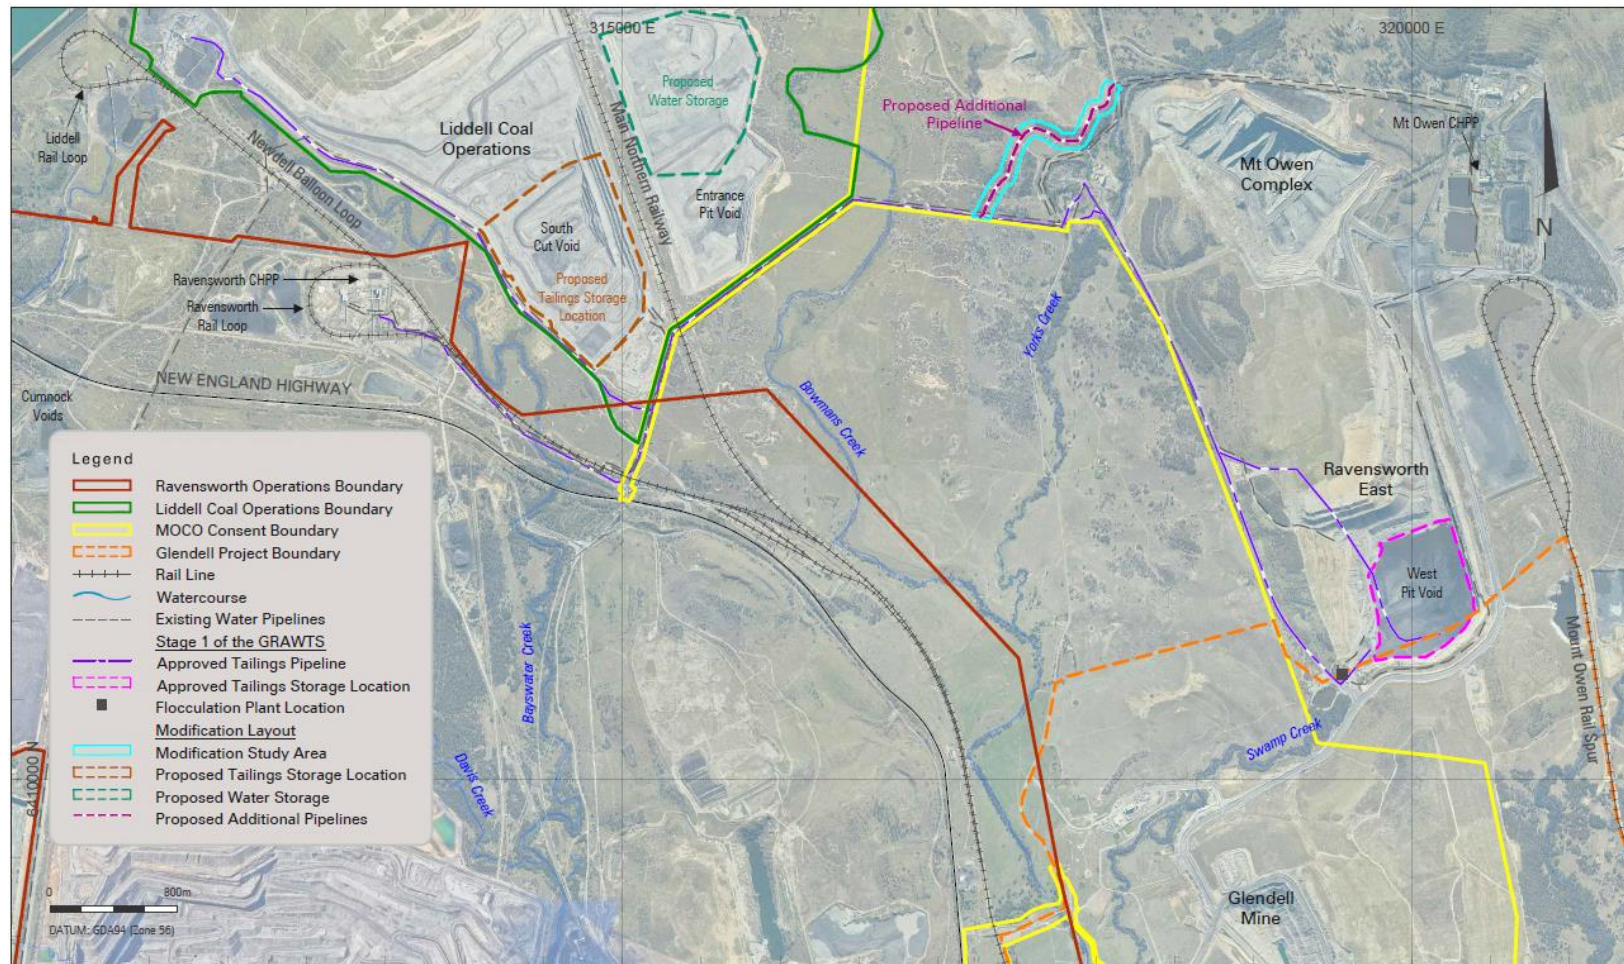 315000 E
320000 E
Proposed
Water Storage
Proposed Additional
Pipeline
Liddell
Rail Loop
Newdell Balloon Loop
Liddell Coal
Operations
Main Northern Railway
Mt Owen CHPP
Mt Owen
Complex
Entrance
Pit Void
South
Cut Void
N
Proposed
Tailings Storage
Location
Ravensworth CHPP
Ravensworth
Rail Loop
Yorks Creek
NEW ENGLAND HIGHWAY
Cumnock
Voids
Bowmans Creek
Ravensworth
East
West
Pit Void
Mount Owen Rail Spur
Bayswater Creek
Davis Creek
Swamp Creek
Glendell
Mine
6410000 N
Legend
Ravensworth Operations Boundary
Liddell Coal Operations Boundary
MOCO Consent Boundary
Glendell Project Boundary
Rail Line
Watercourse
Existing Water Pipelines
Stage 1 of the GRAWTS
Approved Tailings Pipeline
Approved Tailings Storage Location
Flocculation Plant Location
Modification Layout
Modification Study Area
Proposed Tailings Storage Location
Proposed Water Storage
Proposed Additional Pipelines
0 800m
DATUM: GDA94 (Zone 56)